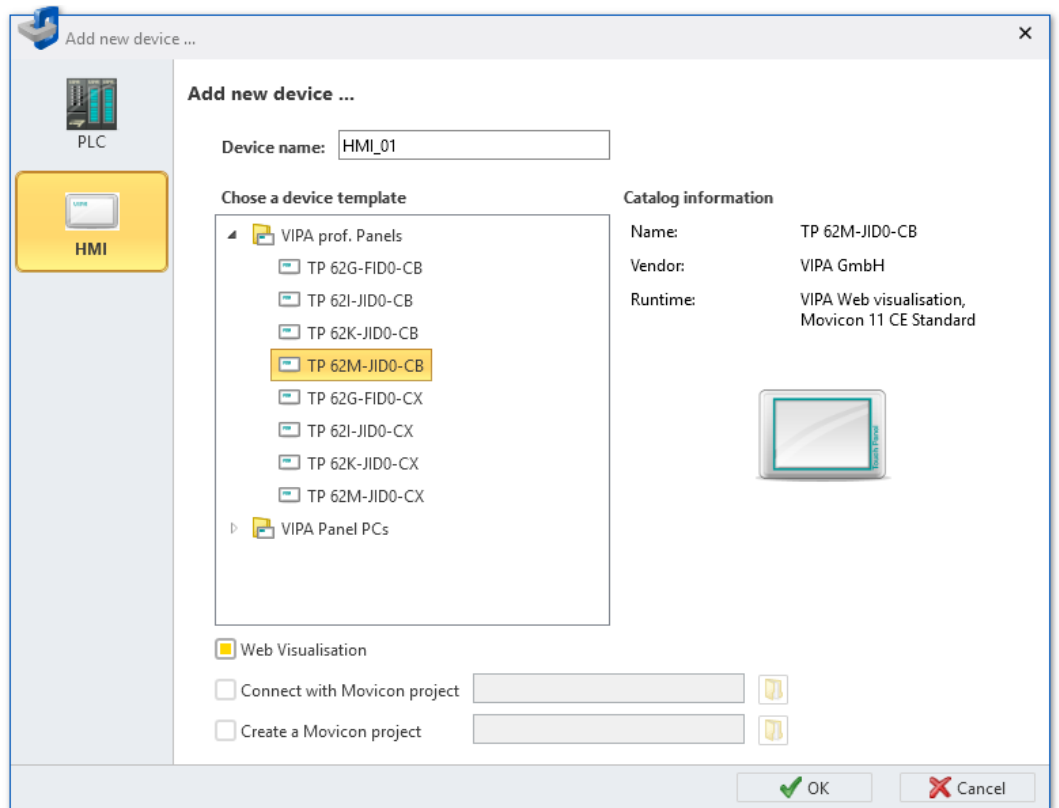 Add new device ...
PLC
HMI
Add new device ...
Device name: HMI_01
Chose a device template
VIPA prof. Panels
TP 62G-FID0-CB
TP 62I-JID0-CB
TP 62K-JID0-CB
TP 62M-JID0-CB
TP 62G-FID0-CX
TP 62I-JID0-CX
TP 62K-JID0-CX
TP 62M-JID0-CX
VIPA Panel PCs
Catalog information
Name: TP 62M-JID0-CB
Vendor: VIPA GmbH
Runtime: VIPA Web visualisation,
Movicon 11 CE Standard
Touch Panel
Web Visualisation
Connect with Movicon project
Create a Movicon project
OK
Cancel